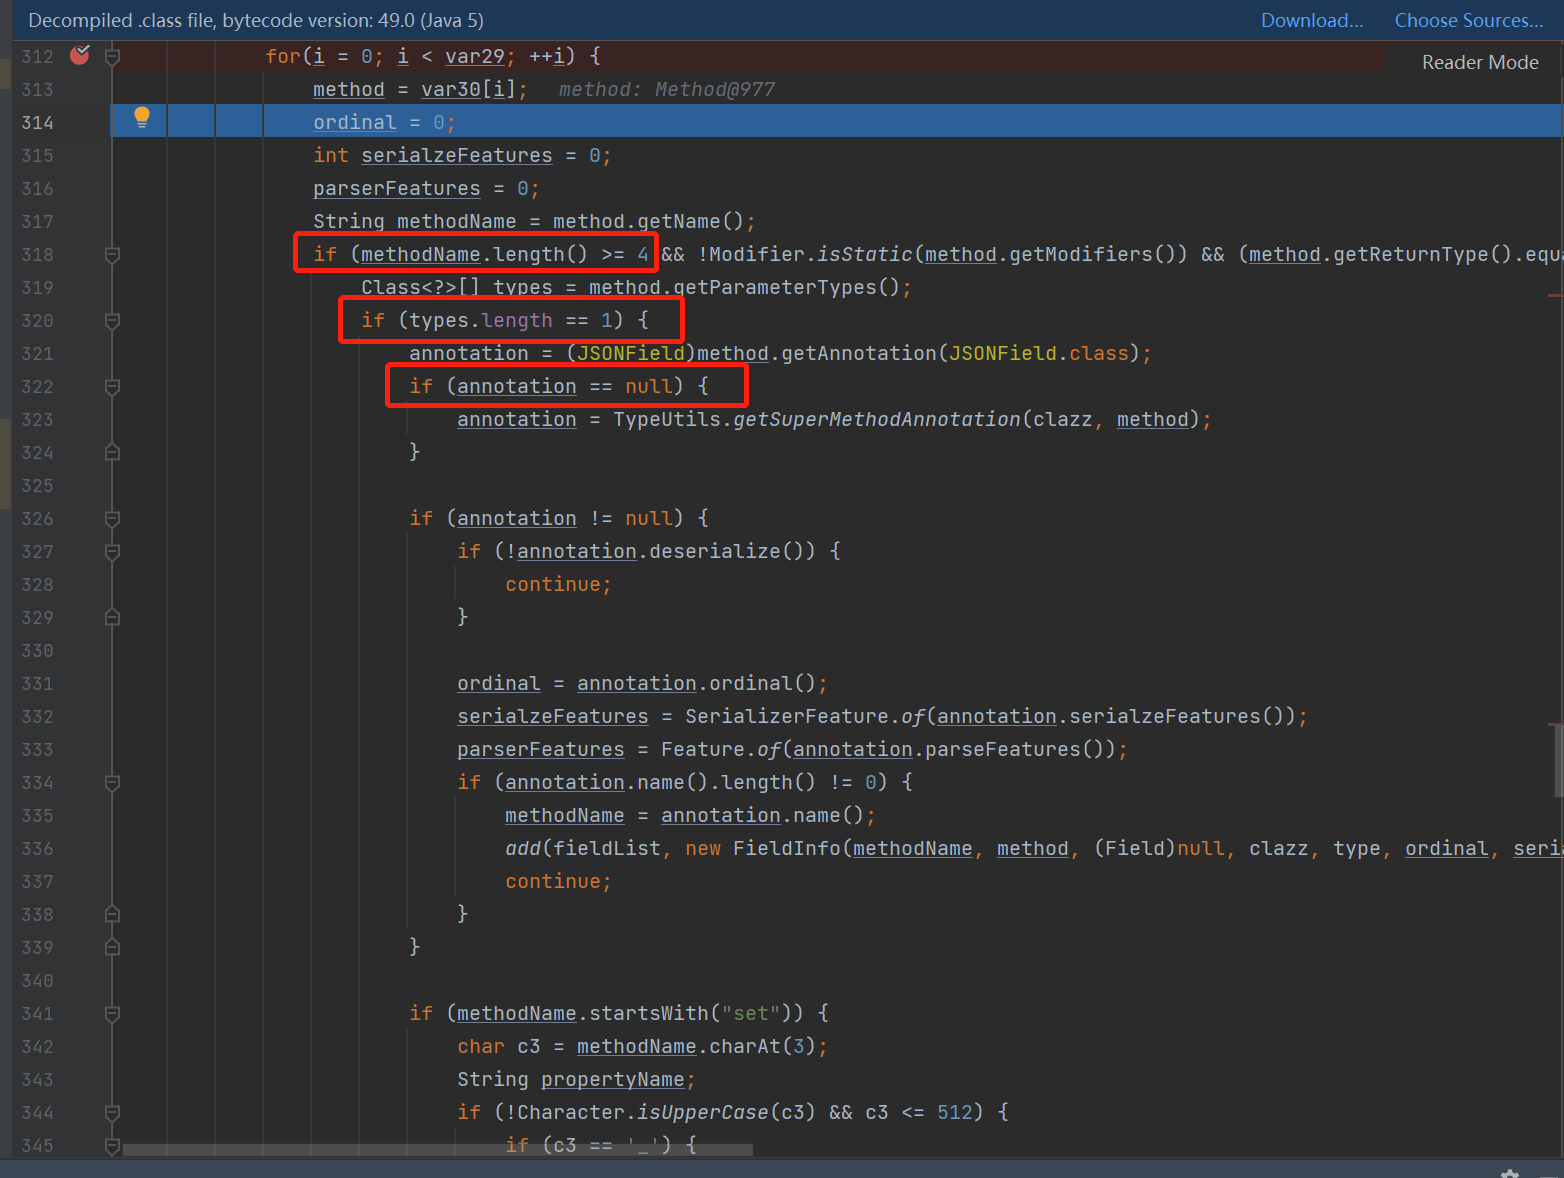 Decompiled .class file, bytecode version: 49.0 (Java 5) Download... Choose Sources...
Reader Mode
312 for(i = 0; i < var29; ++i) {
313 method = var30[i]; method: Method@977
314 ordinal = 0;
315 int serialzeFeatures = 0;
316 parserFeatures = 0;
317 String methodName = method.getName();
318 if (methodName.length() >= 4 && !Modifier.isStatic(method.getModifiers()) && (method.getReturnType().equ
319 Class<?>[] types = method.getParameterTypes();
320 if (types.length == 1) {
321 annotation = (JSONField)method.getAnnotation(JSONField.class);
322 if (annotation == null) {
323 annotation = TypeUtils.getSuperMethodAnnotation(clazz, method);
324 }
325
326 if (annotation != null) {
327 if (!annotation.deserialize()) {
328 continue;
329 }
330
331 ordinal = annotation.ordinal();
332 serialzeFeatures = SerializerFeature.of(annotation.serialzeFeatures());
333 parserFeatures = Feature.of(annotation.parseFeatures());
334 if (annotation.name().length() != 0) {
335 methodName = annotation.name();
336 add(fieldList, new FieldInfo(methodName, method, (Field)null, clazz, type, ordinal, seri
337 continue;
338 }
339 }
340
341 if (methodName.startsWith("set")) {
342 char c3 = methodName.charAt(3);
343 String propertyName;
344 if (!Character.isUpperCase(c3) && c3 <= 512) {
345 if (c3 == '_') {